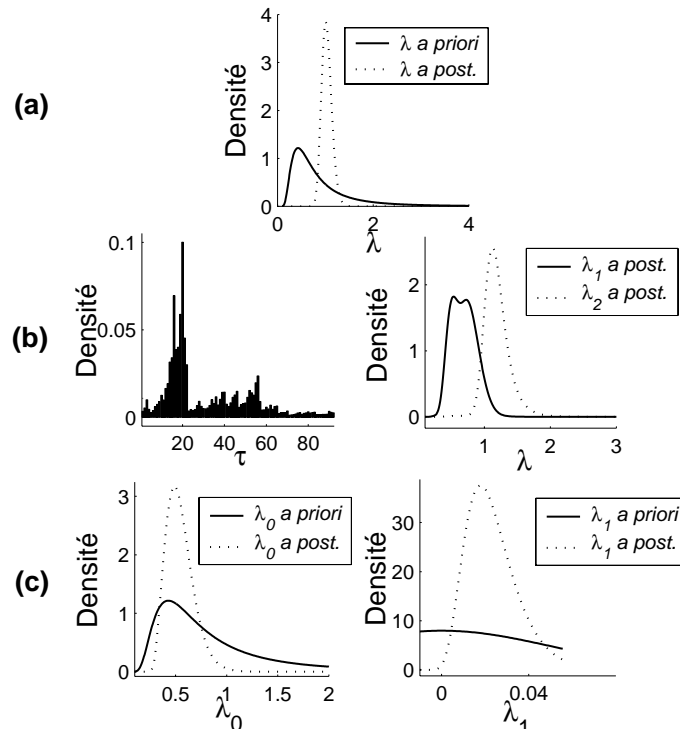 (a)
Densité
4
3
2
1
0
0 2 4
λ
λ a priori
λ a post.
(b)
Densité
0.1
0.05
0
20 40 60 80
τ
Densité
2
1
0
1 2 3
λ
λ1 a post.
λ2 a post.
(c)
Densité
3
2
1
0
0.5 1 1.5 2
λ0
λ0 a priori
λ0 a post.
Densité
30
20
10
0
0 0.04
λ1
λ1 a priori
λ1 a post.